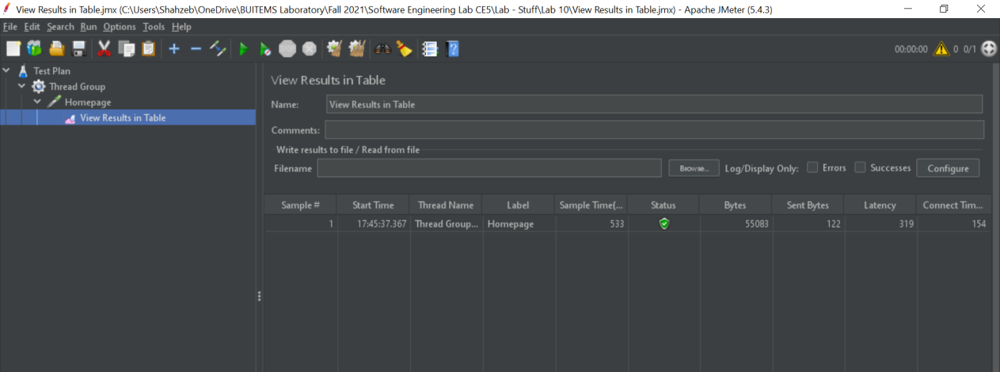 View Results in Table.jmx (C:\Users\Shahzeb\OneDrive\BUITEMS Laboratory\Fall 2021\Software Engineering Lab CE5\Lab - Stuff\Lab 10\View Results in Table.jmx) - Apache JMeter (5.4.3)
File Edit Search Run Options Tools Help
00:00:00 0 0/1
Test Plan
Thread Group
Homepage
View Results in Table
View Results in Table
Name: View Results in Table
Comments:
Write results to file / Read from file
Filename Browse... Log/Display Only: Errors Successes Configure
Sample # Start Time Thread Name Label Sample Time(... Status Bytes Sent Bytes Latency Connect Tim...
1 17:45:37.367 Thread Group... Homepage 533 55083 122 319 154